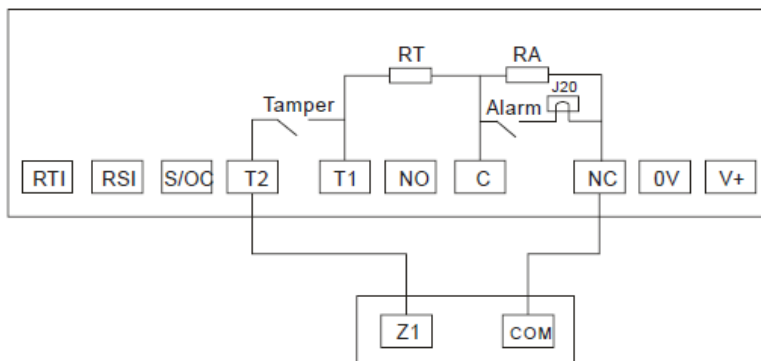 RT RA
J20
Tamper Alarm
RTI RSI S/OC T2 T1 NO C NC 0V V+
Z1 COM